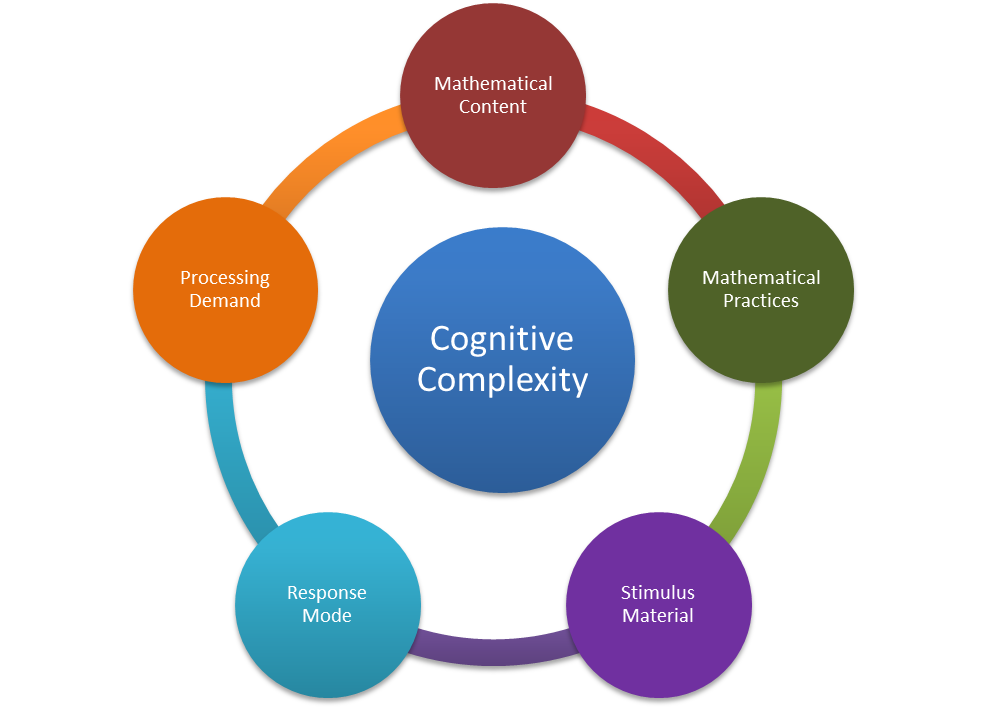 Mathematical
Content
Processing
Demand
Mathematical
Practices
Cognitive
Complexity
Response
Mode
Stimulus
Material